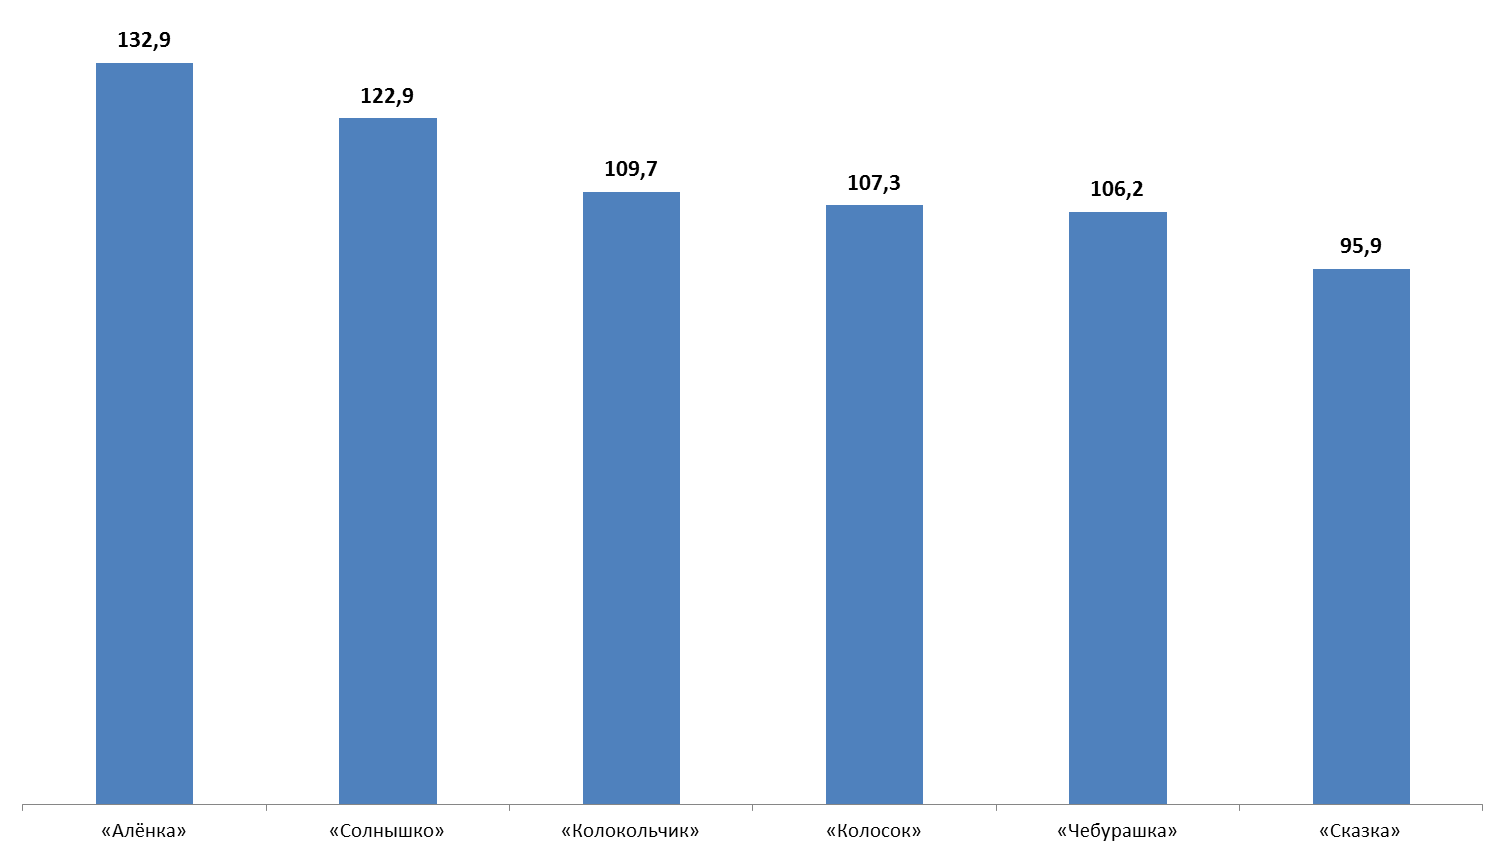 132,9
122,9
109,7
107,3
106,2
95,9
«Алёнка»
«Солнышко»
«Колокольчик»
«Колосок»
«Чебурашка»
«Сказка»